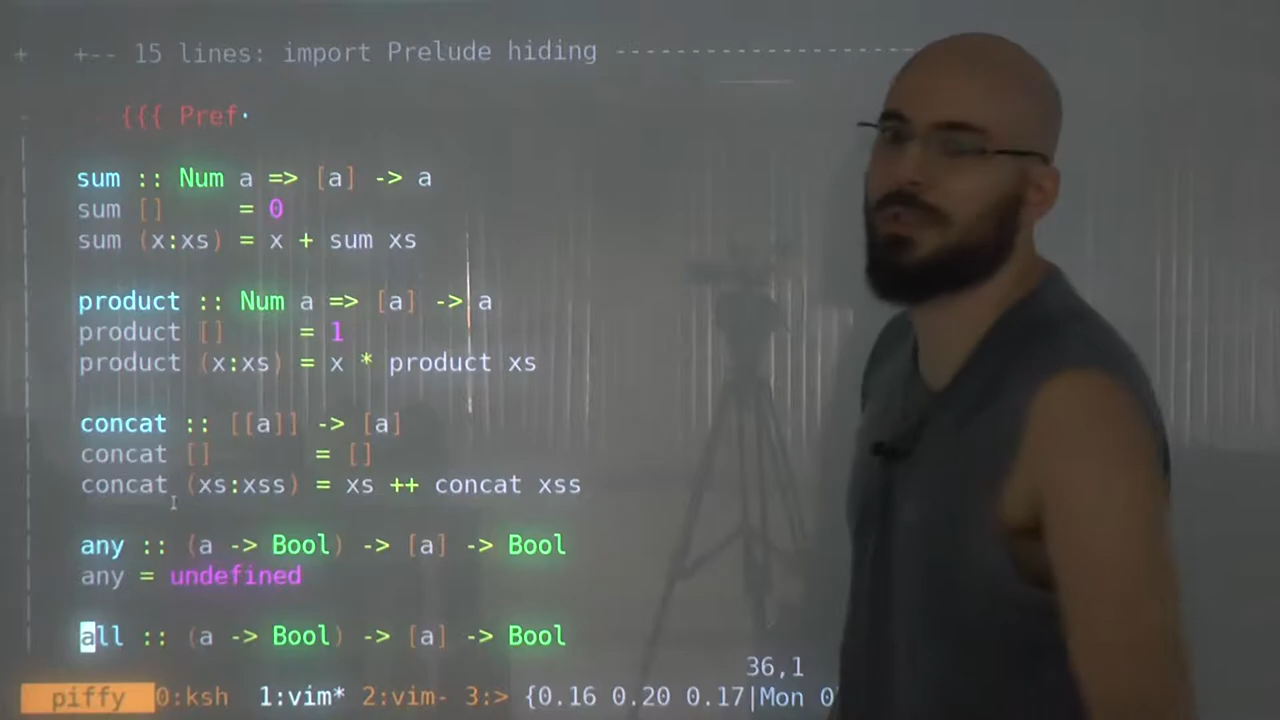 + +-- 15 lines: import Prelude hiding --------------------
{{{ Pref
sum :: Num a => [a] -> a
sum [] = 0
sum (x:xs) = x + sum xs
product :: Num a => [a] -> a
product [] = 1
product (x:xs) = x * product xs
concat :: [[a]] -> [a]
concat [] = []
concat (xs:xss) = xs ++ concat xss
any :: (a -> Bool) -> [a] -> Bool
any = undefined
all :: (a -> Bool) -> [a] -> Bool
36,1
piffy 0:ksh 1:vim* 2:vim- 3:> {0.16 0.20 0.17|Mon 0